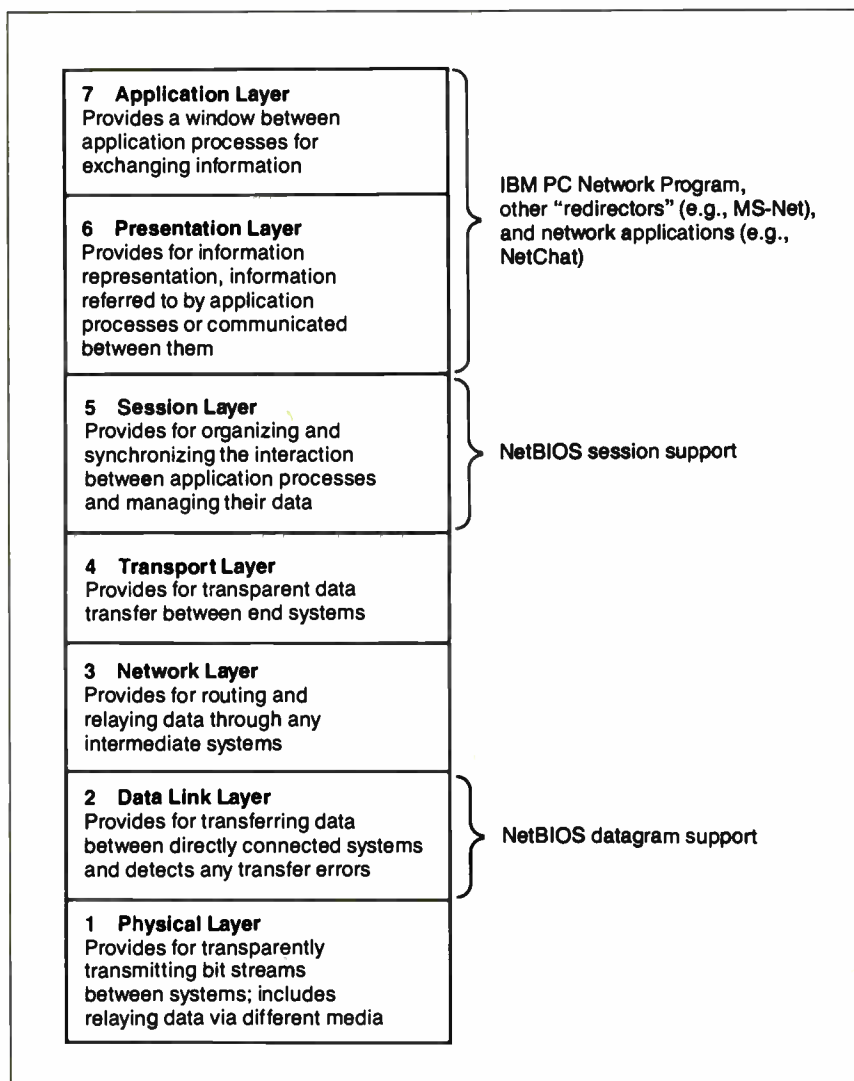 7 Application Layer
Provides a window between
application processes for
exchanging information
6 Presentation Layer
Provides for information
representation, information
referred to by application
processes or communicated
between them
IBM PC Network Program,
other "redirectors" (e.g., MS-Net),
and network applications (e.g.,
NetChat)
5 Session Layer
Provides for organizing and
synchronizing the interaction
between application processes
and managing their data
NetBIOS session support
4 Transport Layer
Provides for transparent data
transfer between end systems
3 Network Layer
Provides for routing and
relaying data through any
intermediate systems
2 Data Link Layer
Provides for transferring data
between directly connected systems
and detects any transfer errors
NetBIOS datagram support
1 Physical Layer
Provides for transparently
transmitting bit streams
between systems; includes
relaying data via different media